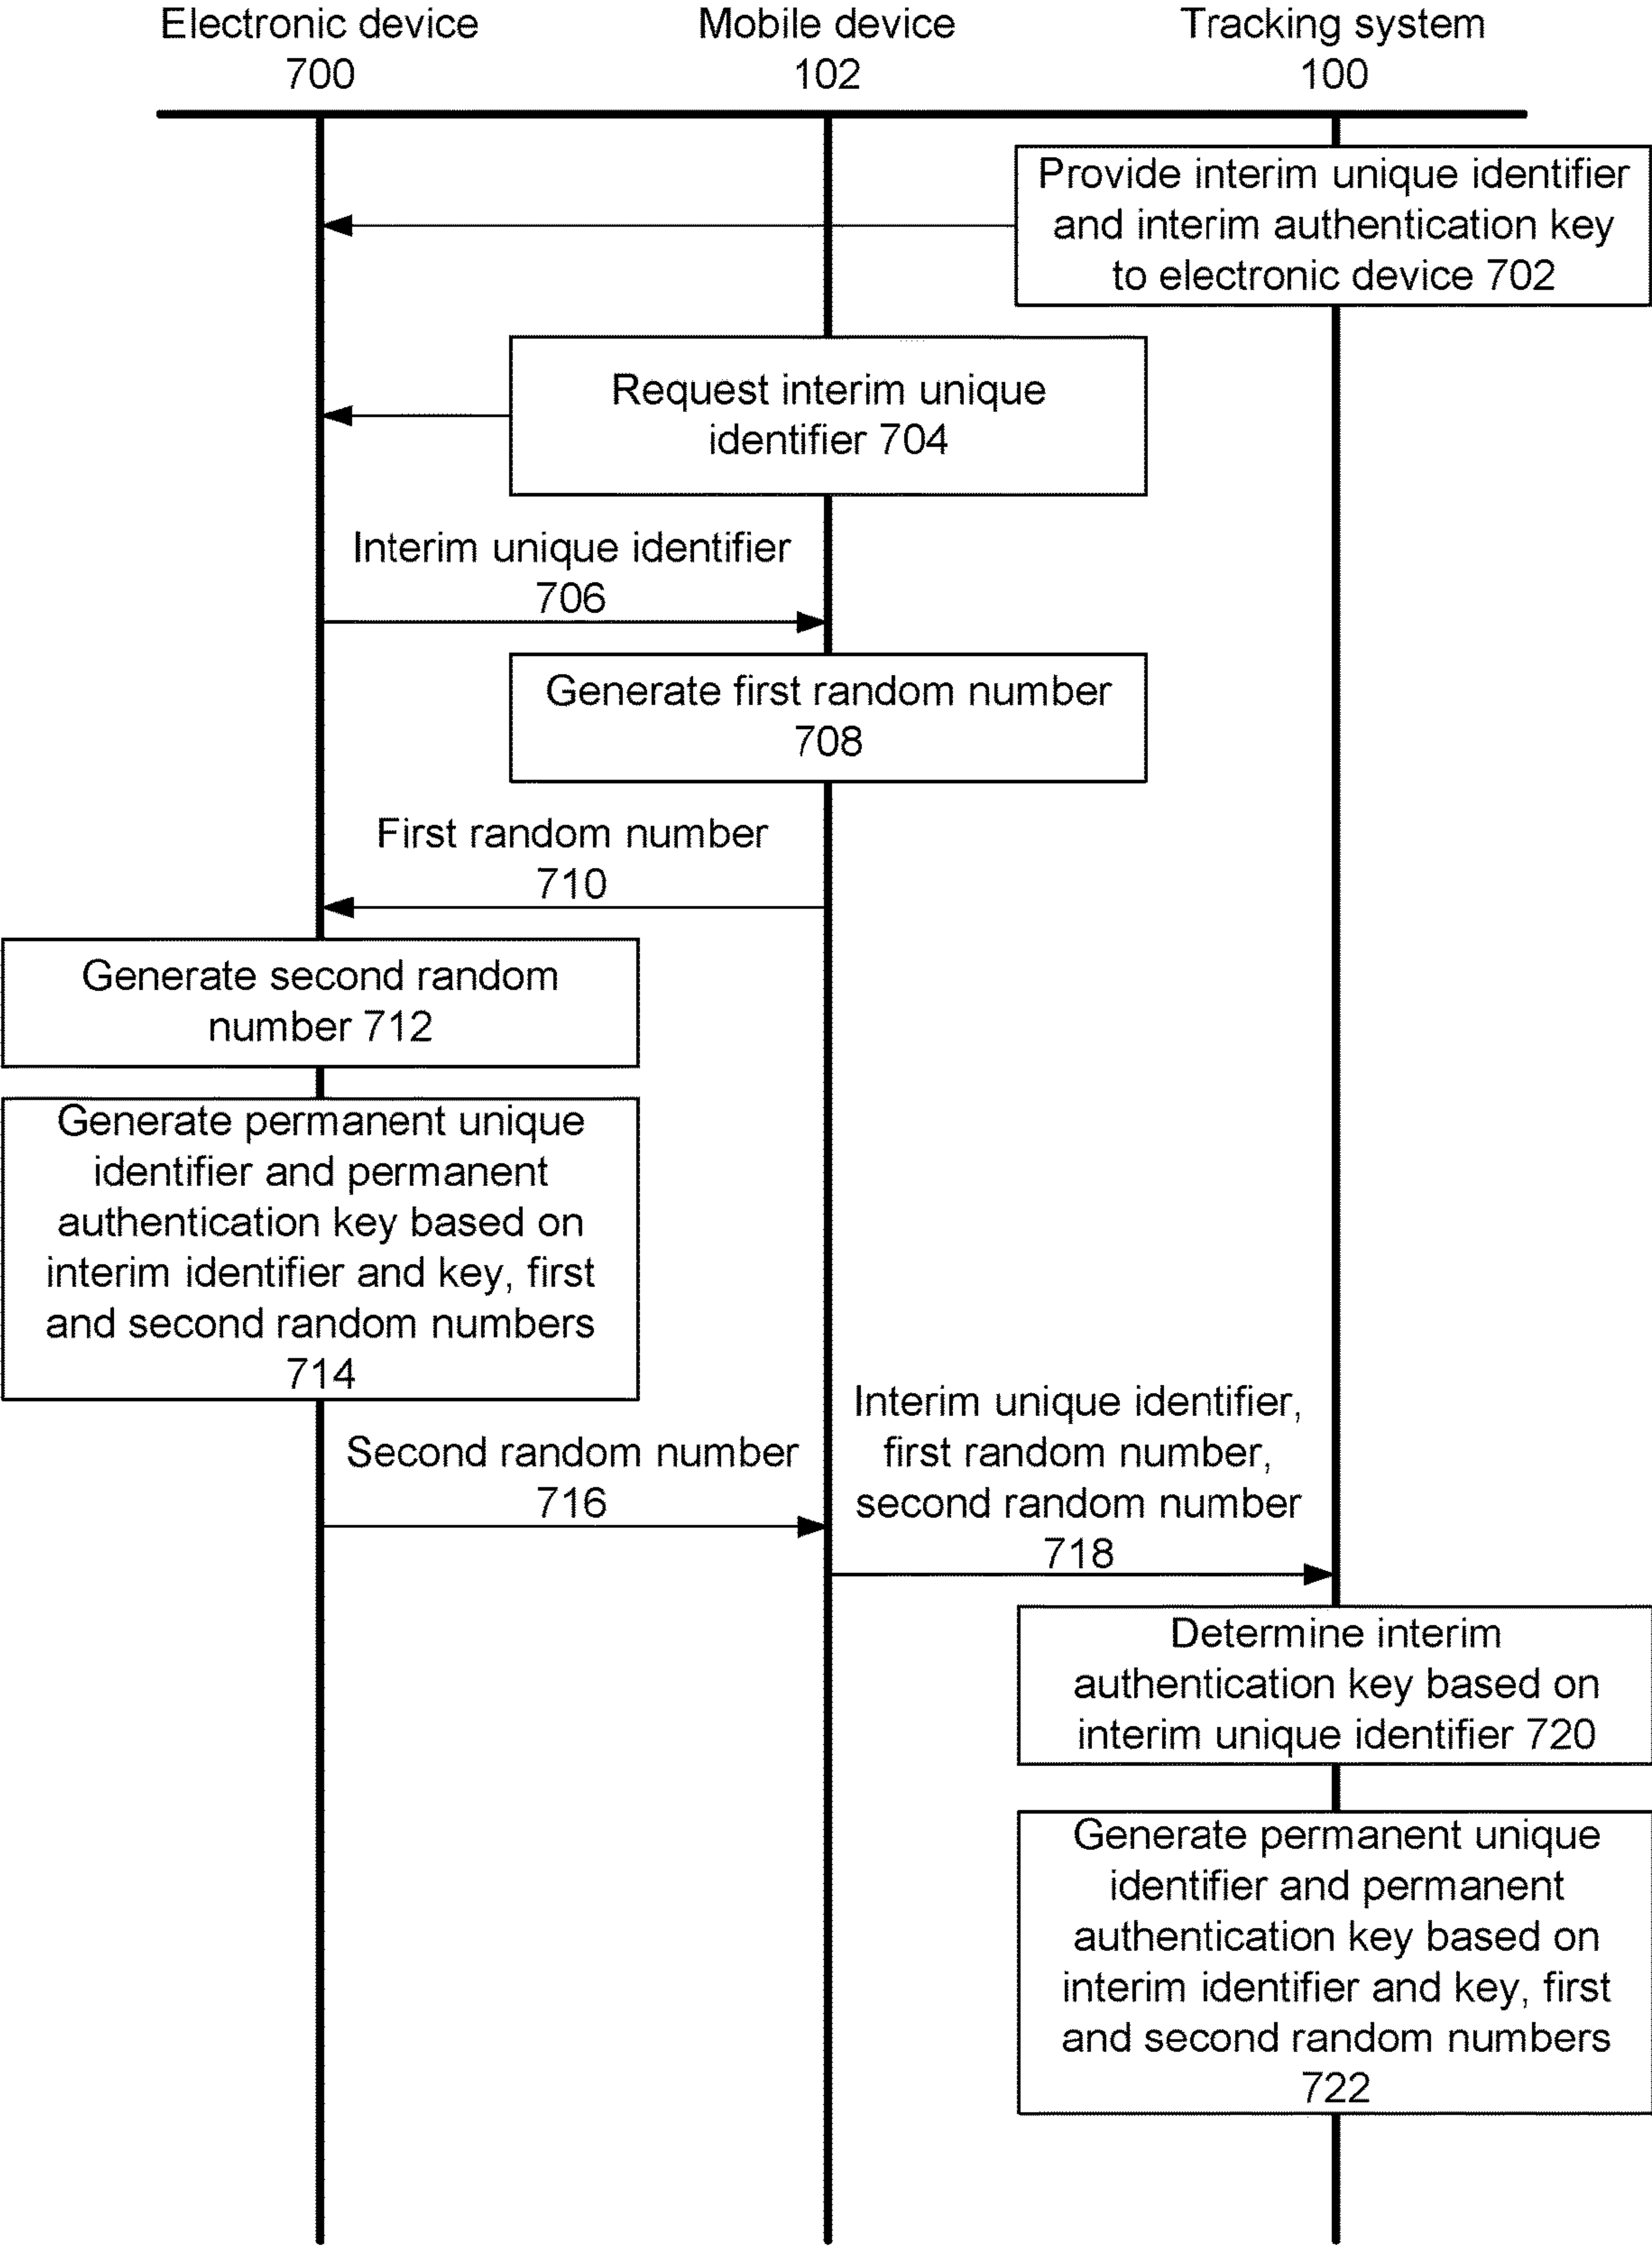 Electronic device
700
Mobile device
102
Tracking system
100
Provide interim unique identifier
and interim authentication key
to electronic device 702
Request interim unique
identifier 704
Interim unique identifier
706
Generate first random number
708
First random number
710
Generate second random
number 712
Generate permanent unique
identifier and permanent
authentication key based on
interim identifier and key, first
and second random numbers
714
Second random number
716
Interim unique identifier,
first random number,
second random number
718
Determine interim
authentication key based on
interim unique identifier 720
Generate permanent unique
identifier and permanent
authentication key based on
interim identifier and key, first
and second random numbers
722